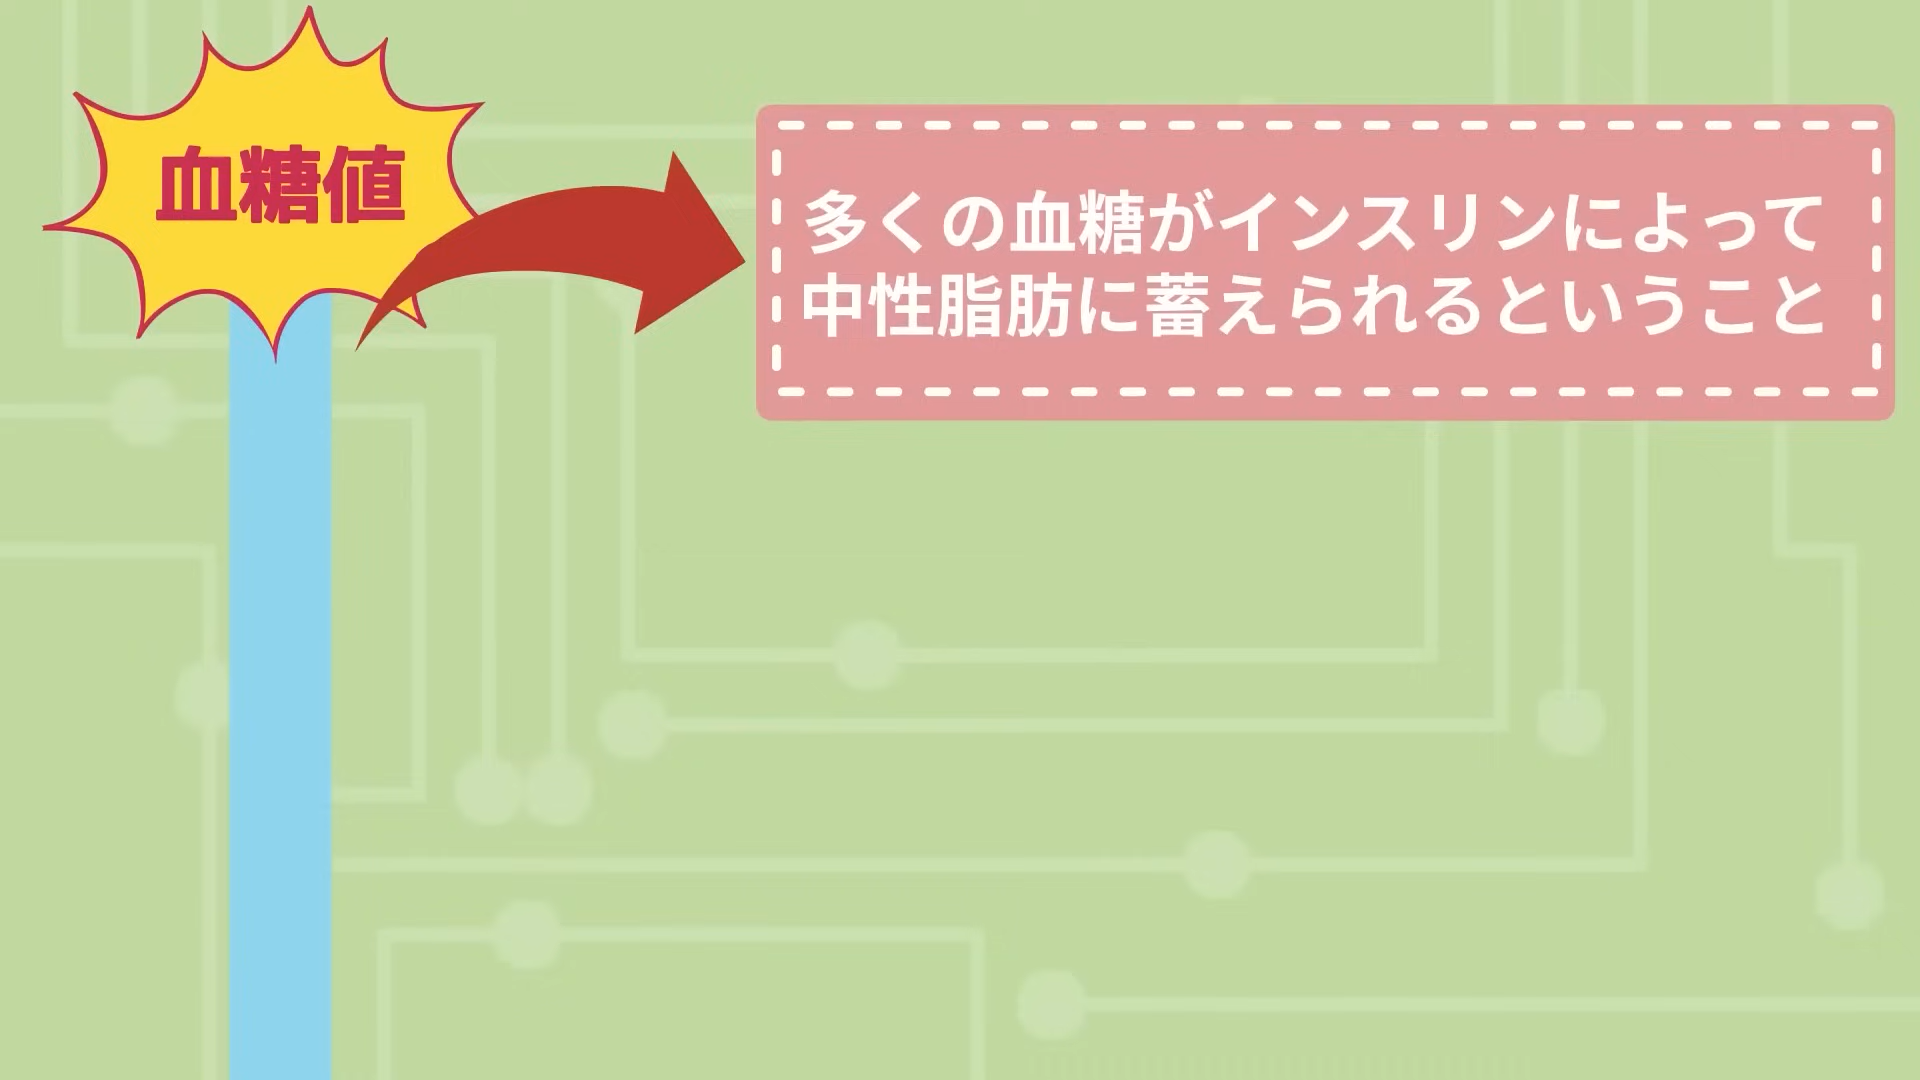 血糖値
多くの血糖がインスリンによって
中性脂肪に蓄えられるということ